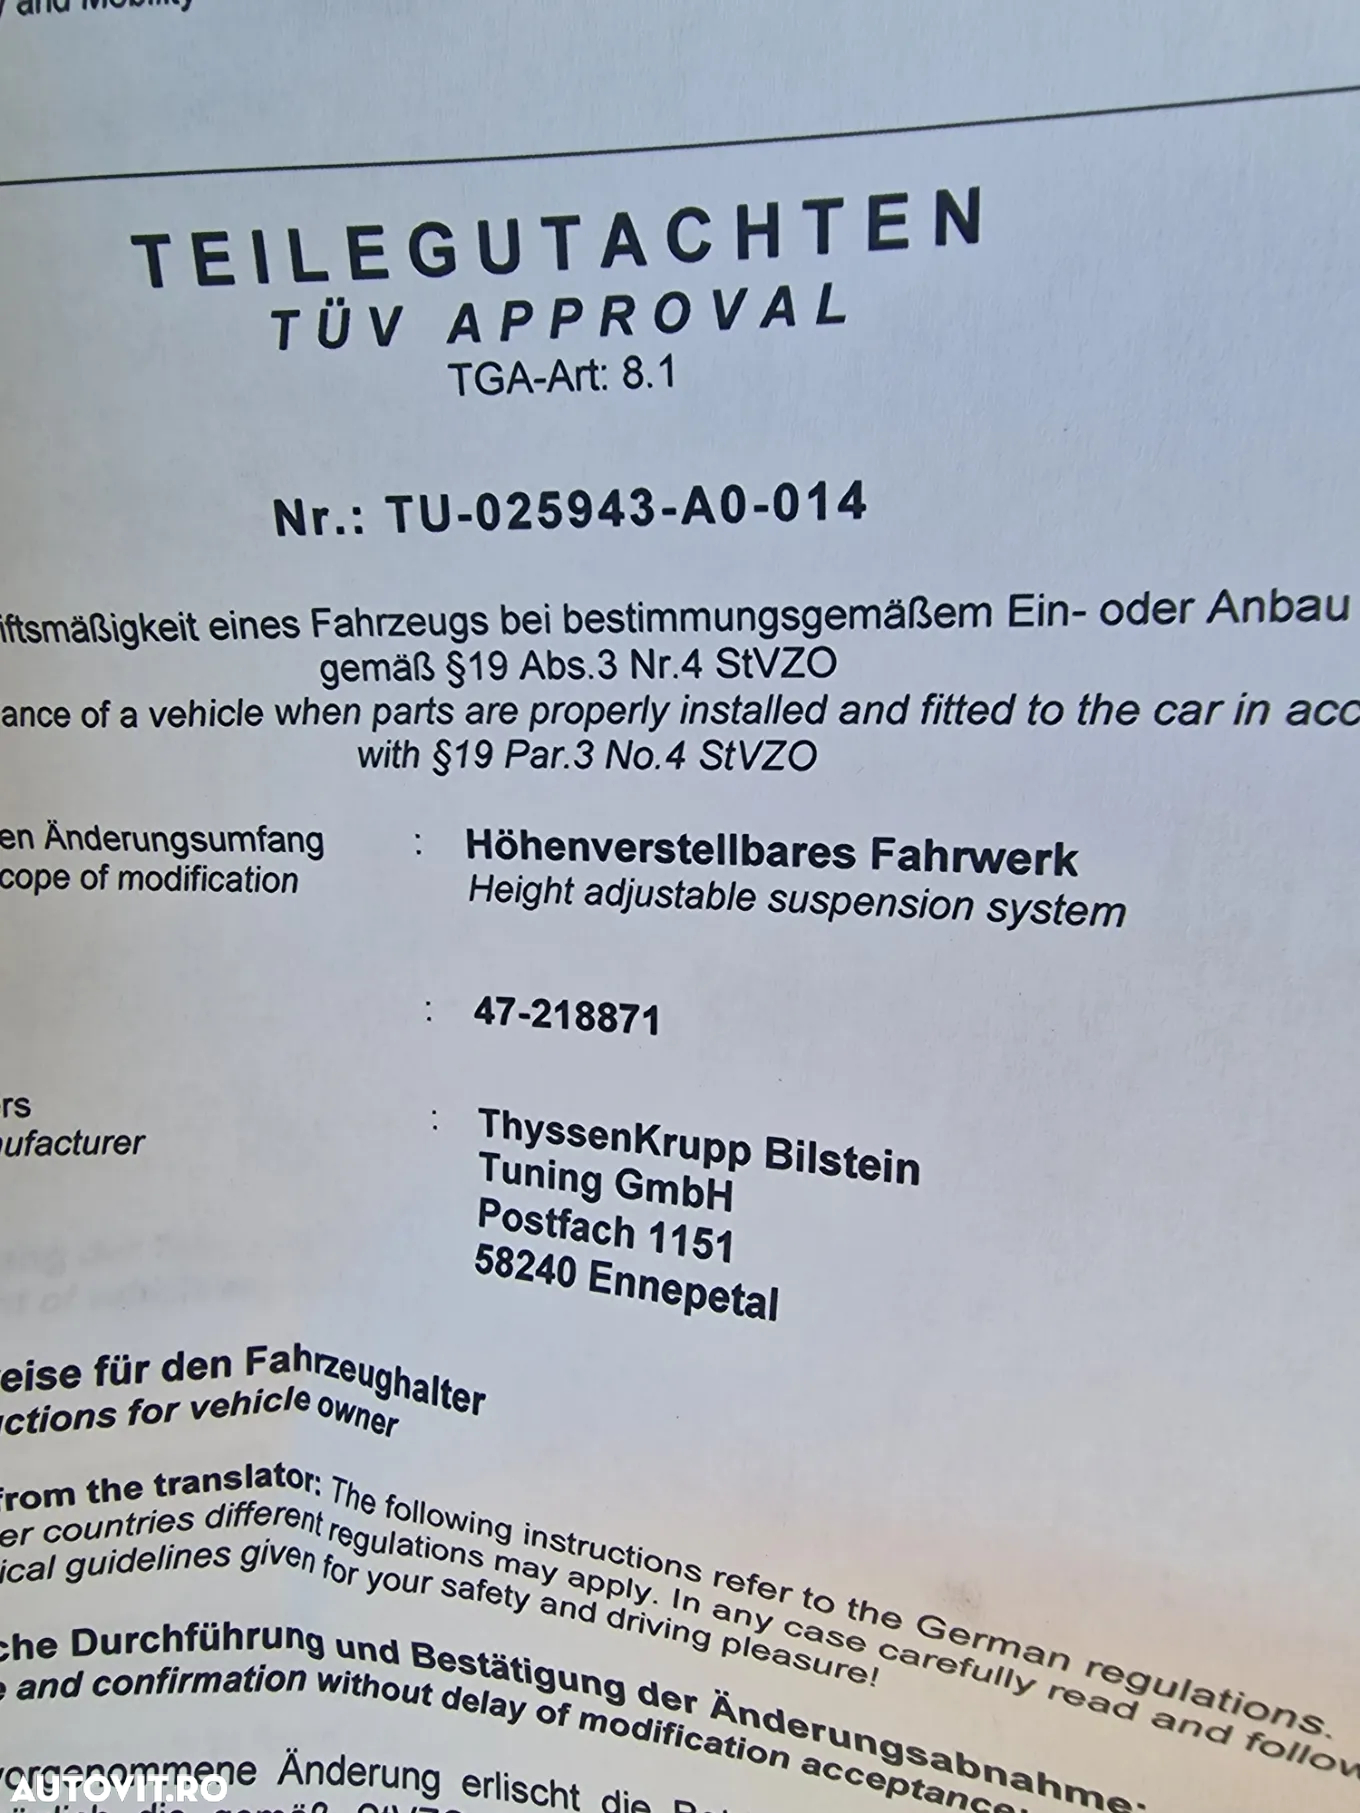 and Mobility
TEILEGUTACHTEN
TÜV APPROVAL
TGA-Art: 8.1
Nr.: TU-025943-A0-014
iftsmäßigkeit eines Fahrzeugs bei bestimmungsgemäßem Ein- oder Anbau
gemäß §19 Abs.3 Nr.4 StVZO
ance of a vehicle when parts are properly installed and fitted to the car in acc
with §19 Par.3 No.4 StVZO
en Änderungsumfang : Höhenverstellbares Fahrwerk
cope of modification Height adjustable suspension system
: 47-218871
rs : ThyssenKrupp Bilstein
ufacturer Tuning GmbH
Postfach 1151
58240 Ennepetal
eise für den Fahrzeughalter
ctions for vehicle owner
from the translator: The following instructions refer to the German regulations.
er countries different regulations may apply. In any case carefully read and follow
ical guidelines given for your safety and driving pleasure!
che Durchführung und Bestätigung der Änderungsabnahme:
e and confirmation without delay of modification acceptance:
vorgenommene Änderung erlischt die
AUTOVIT.RO